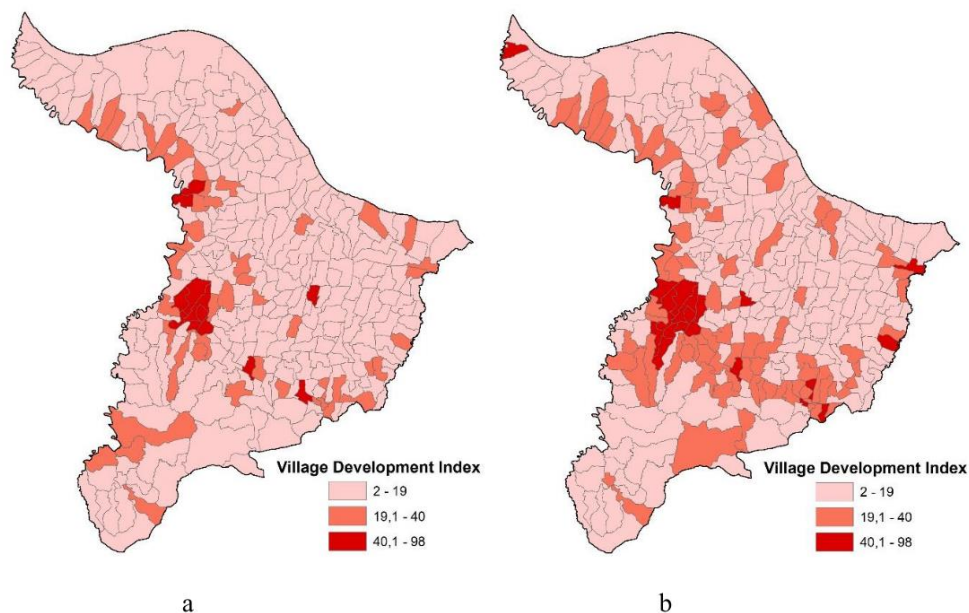 Village Development Index
2 - 19
19,1 - 40
40,1 - 98
Village Development Index
2 - 19
19,1 - 40
40,1 - 98
a
b